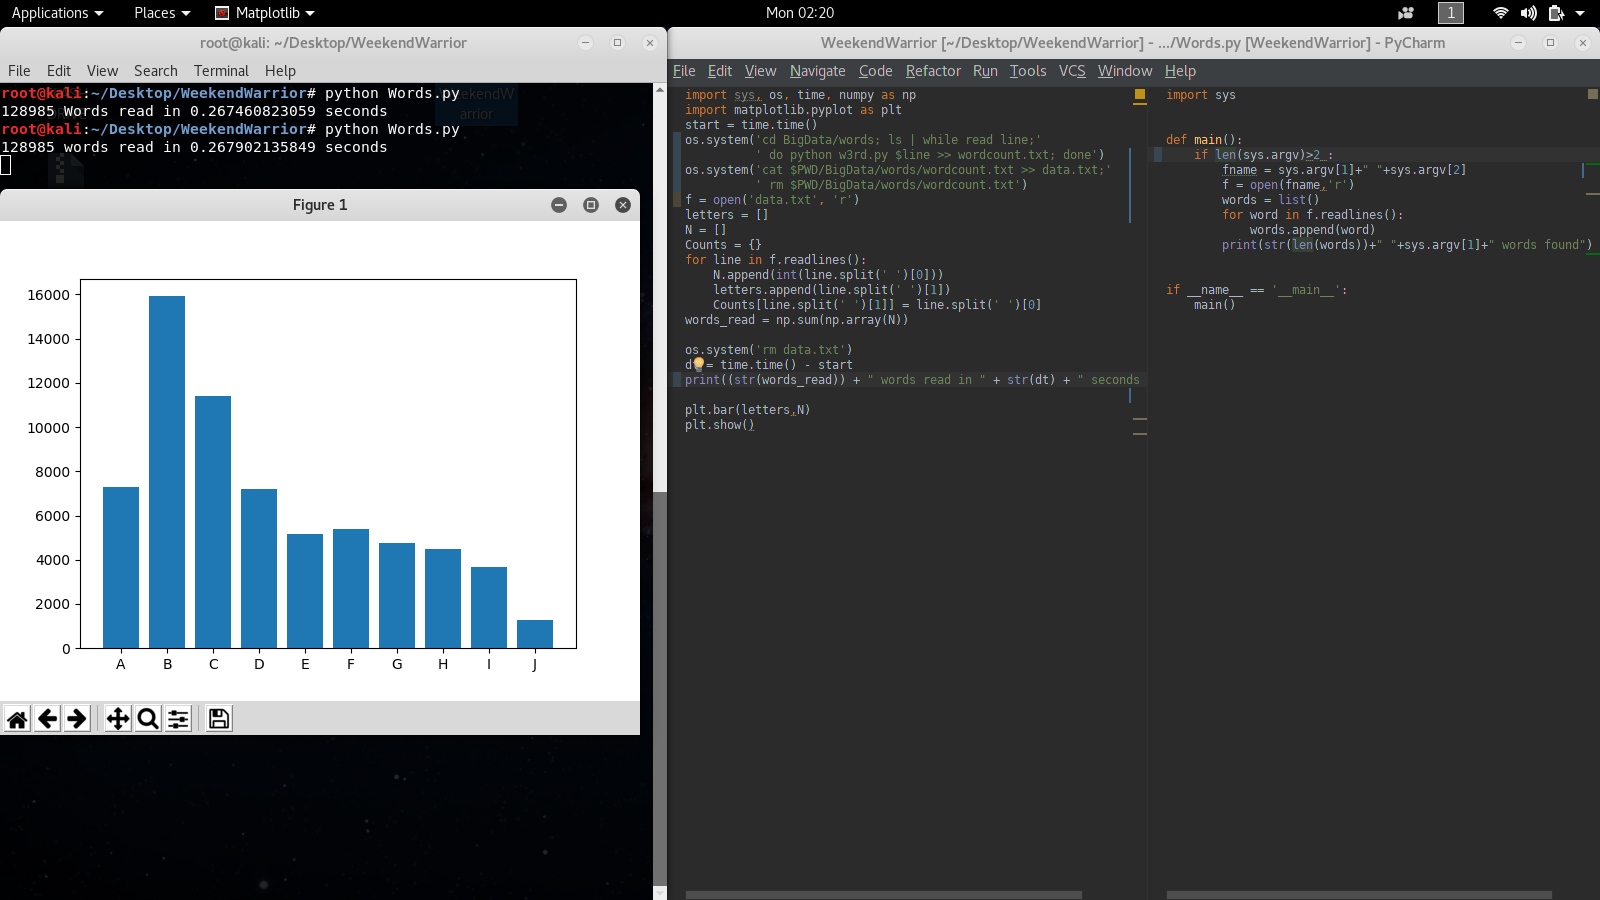 Applications Places Matplotlib Mon 02:20 1
root@kali: ~/Desktop/WeekendWarrior
File Edit View Search Terminal Help
root@kali:~/Desktop/WeekendWarrior# python Words.py
128985 Words read in 0.267460823059 seconds
root@kali:~/Desktop/WeekendWarrior# python Words.py
128985 words read in 0.267902135849 seconds
Figure 1
16000
14000
12000
10000
8000
6000
4000
2000
0
A B C D E F G H I J
WeekendWarrior [~/Desktop/WeekendWarrior] - .../Words.py [WeekendWarrior] - PyCharm
File Edit View Navigate Code Refactor Run Tools VCS Window Help
import sys, os, time, numpy as np
import matplotlib.pyplot as plt
start = time.time()
os.system('cd BigData/words; ls | while read line;'
' do python w3rd.py $line >> wordcount.txt; done')
os.system('cat $PWD/BigData/words/wordcount.txt >> data.txt;'
' rm $PWD/BigData/words/wordcount.txt')
f = open('data.txt', 'r')
letters = []
N = []
Counts = {}
for line in f.readlines():
N.append(int(line.split(' ')[0]))
letters.append(line.split(' ')[1])
Counts[line.split(' ')[1]] = line.split(' ')[0]
words_read = np.sum(np.array(N))
os.system('rm data.txt')
d = time.time() - start
print((str(words_read)) + " words read in " + str(dt) + " seconds
plt.bar(letters,N)
plt.show()
import sys
def main():
if len(sys.argv)>2 :
fname = sys.argv[1]+" "+sys.argv[2]
f = open(fname,'r')
words = list()
for word in f.readlines():
words.append(word)
print(str(len(words))+" "+sys.argv[1]+" words found")
if __name__ == '__main__':
main()